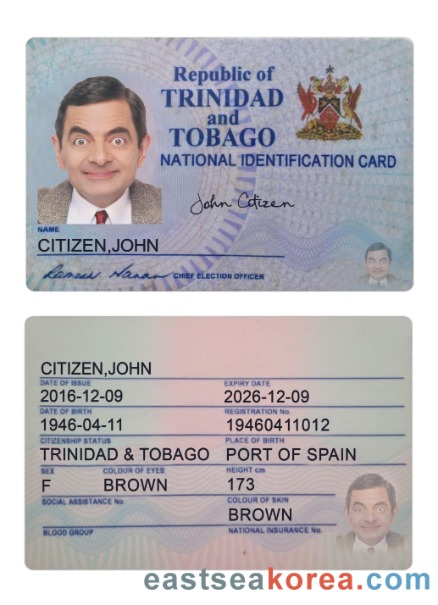 Republic of
TRINIDAD
and
TOBAGO
NATIONAL IDENTIFICATION CARD
John Citizen
NAME
CITIZEN,JOHN
CHIEF ELECTION OFFICER
CITIZEN,JOHN
DATE OF ISSUE EXPIRY DATE
2016-12-09 2026-12-09
DATE OF BIRTH REGISTRATION No.
1946-04-11 19460411012
CITIZENSHIP STATUS PLACE OF BIRTH
TRINIDAD & TOBAGO PORT OF SPAIN
SEX COLOUR OF EYES HEIGHT cm
F BROWN 173
SOCIAL ASSISTANCE No. COLOUR OF SKIN
BROWN
BLOOD GROUP NATIONAL INSURANCE No.
eastseakorea.com